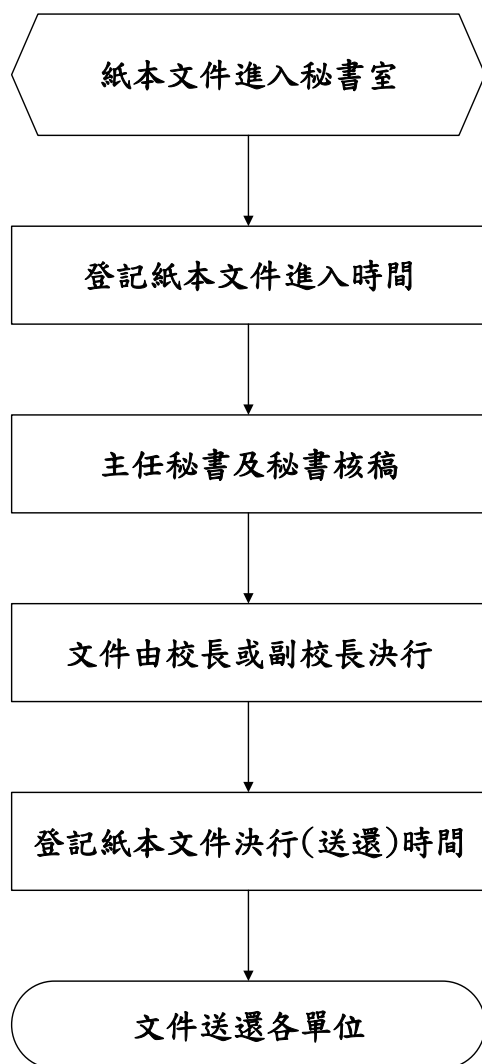 紙本文件進入秘書室
登記紙本文件進入時間
主任秘書及秘書核稿
文件由校長或副校長決行
登記紙本文件決行(送還)時間
文件送還各單位